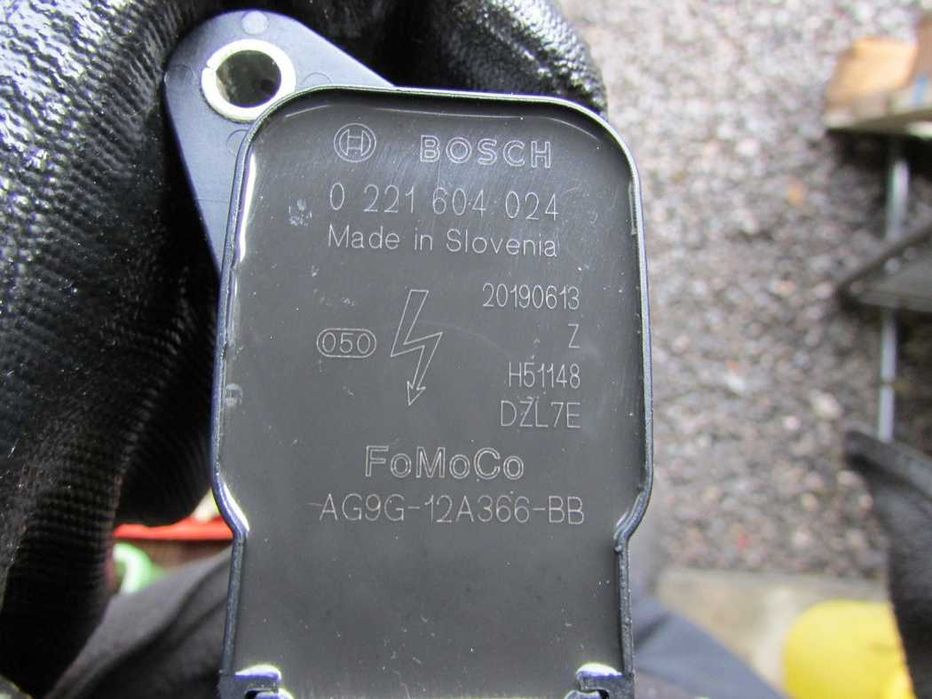 BOSCH
0 221 604 024
Made in Slovenia
20190613
Z
050
H51148
DZL7E
FoMoCo
AG9G-12A366-BB